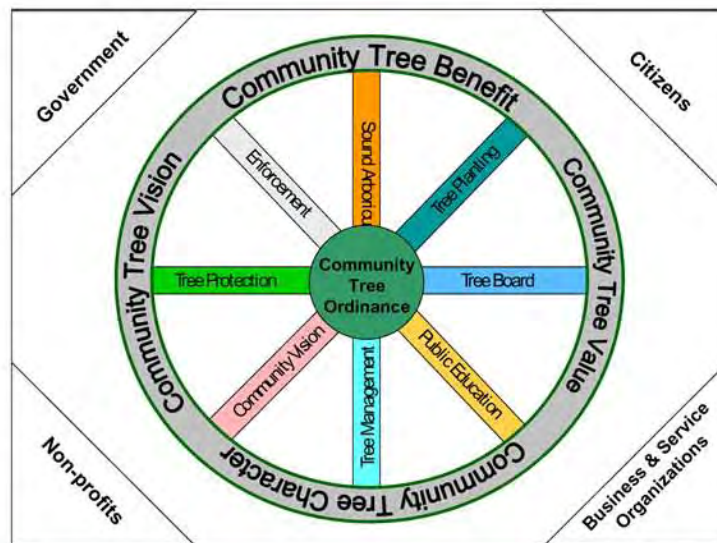 Government
Citizens
Community Tree Benefit
Community Tree Value
Community Tree Character
Community Tree Vision
Sound
Tree Planting
Tree Board
Public Education
Tree Management
Community Vision
Tree Protection
Enforcement
Community
Tree
Ordinance
Non-profits
Business & Service
Organizations